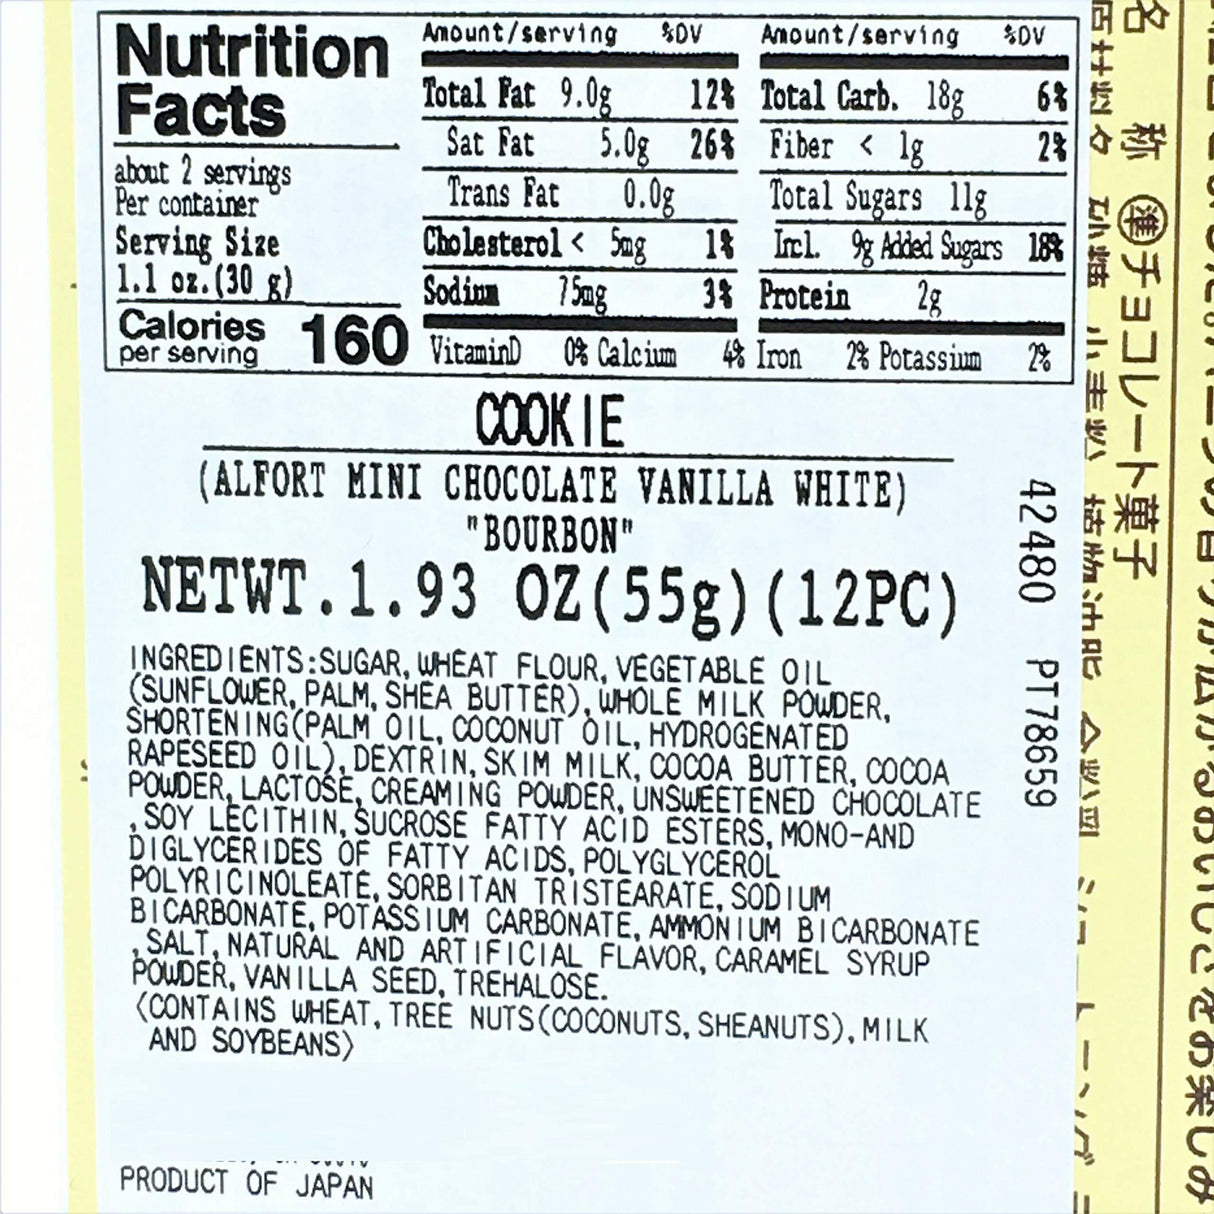 Nutrition
Facts
about 2 servings
Per container
Serving Size
1.1 oz.(30 g)
Calories
per serving
160
Amount/serving %DV
Total Fat 9.0g 12%
Sat Fat 5.0g 26%
Trans Fat 0.0g
Cholesterol < 5mg 1%
Sodium 75mg 3%
Amount/serving %DV
Total Carb. 18g 6%
Fiber < 1g 2%
Total Sugars 11g
Incl. 9g Added Sugars 18%
Protein 2g
VitaminD 0% Calcium 4% Iron 2% Potassium 2%
COOKIE
(ALFORT MINI CHOCOLATE VANILLA WHITE)
"BOURBON"
NETWT.1.93 OZ(55g)(12PC)
INGREDIENTS:SUGAR, WHEAT FLOUR, VEGETABLE OIL
(SUNFLOWER, PALM, SHEA BUTTER), WHOLE MILK POWDER,
SHORTENING(PALM OIL, COCONUT OIL, HYDROGENATED
RAPESEED OIL), DEXTRIN, SKIM MILK, COCOA BUTTER, COCOA
POWDER, LACTOSE, CREAMING POWDER, UNSWEETENED CHOCOLATE
, SOY LECITHIN, SUCROSE FATTY ACID ESTERS, MONO-AND
DIGLYCERIDES OF FATTY ACIDS, POLYGLYCEROL
POLYRICINOLEATE, SORBITAN TRISTEARATE, SODIUM
BICARBONATE, POTASSIUM CARBONATE, AMMONIUM BICARBONATE
, SALT, NATURAL AND ARTIFICIAL FLAVOR, CARAMEL SYRUP
POWDER, VANILLA SEED, TREHALOSE.
(CONTAINS WHEAT, TREE NUTS(COCONUTS, SHEANUTS), MILK
AND SOYBEANS)
PRODUCT OF JAPAN
42480 PT78659
名 称 準チョコレート菓子